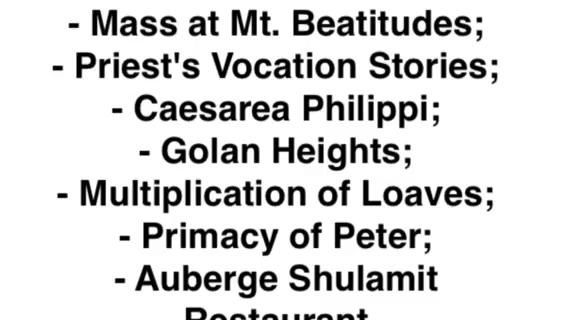 - Mass at Mt. Beatitudes;
- Priest's Vocation Stories;
- Caesarea Philippi;
- Golan Heights;
- Multiplication of Loaves;
- Primacy of Peter;
- Auberge Shulamit
Restaurant